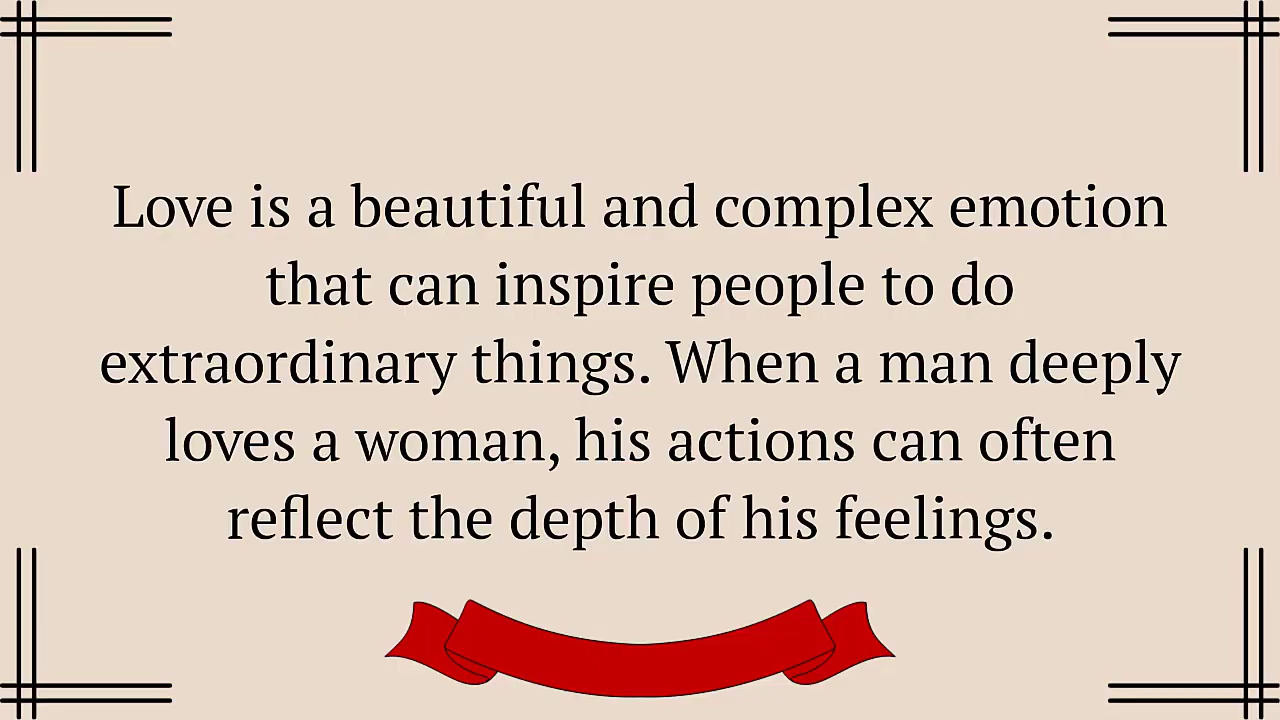 Love is a beautiful and complex emotion
that can inspire people to do
extraordinary things. When a man deeply
loves a woman, his actions can often
reflect the depth of his feelings.